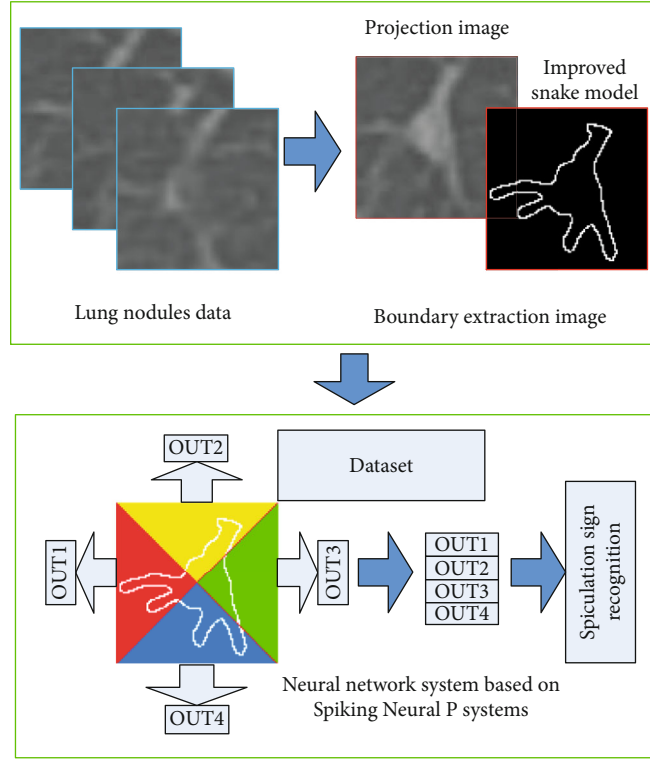 Projection image
Improved
snake model
Lung nodules data
Boundary extraction image
OUT2
Dataset
OUT1
OUT3
OUT1
OUT2
OUT3
OUT4
Spiculation sign
recognition
OUT4
Neural network system based on
Spiking Neural P systems